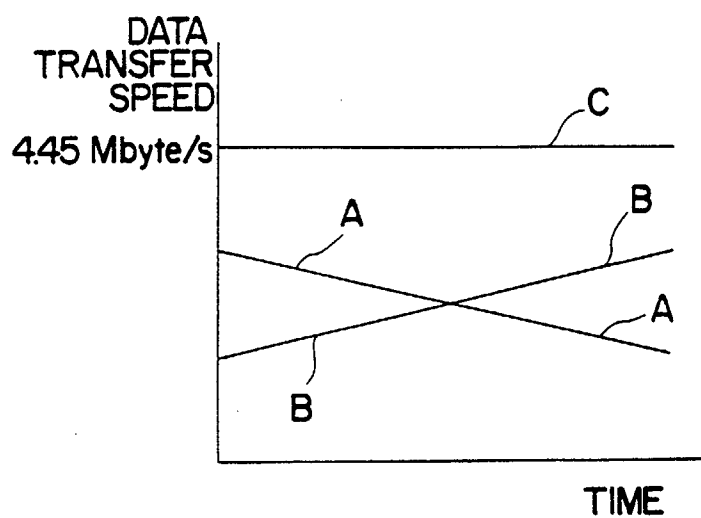 DATA
TRANSFER
SPEED
4.45 Mbyte/s
C
A
B
A
B
TIME